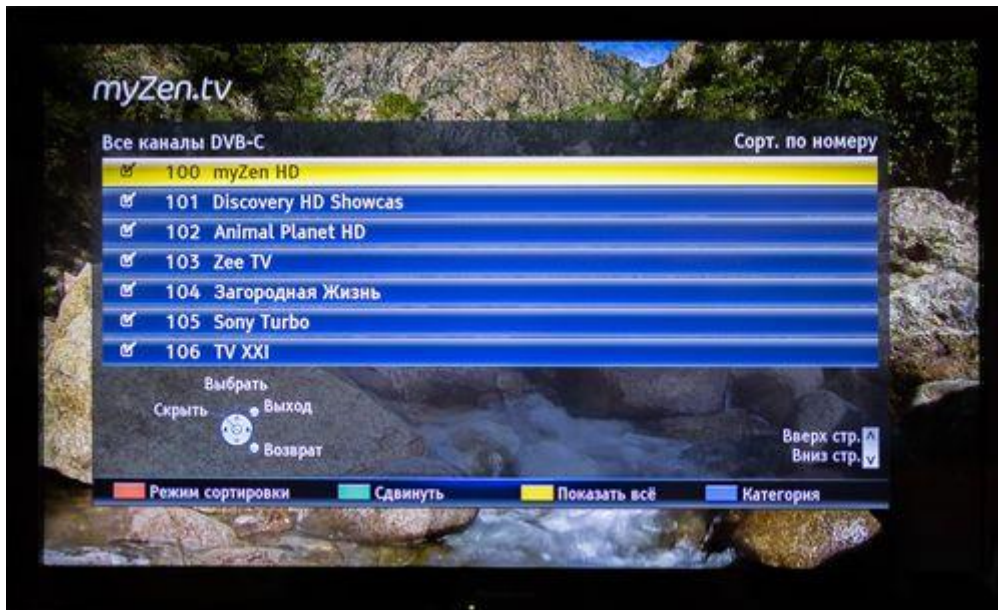 myZen.tv
Все каналы DVB-C Сорт. по номеру
100 myZen HD
101 Discovery HD Showcas
102 Animal Planet HD
103 Zee TV
104 Загородная Жизнь
105 Sony Turbo
106 TV XXI
Выбрать
Скрыть Выход
Возврат
Вверх стр.
Вниз стр.
Режим сортировки Сдвинуть Показать всё Категория